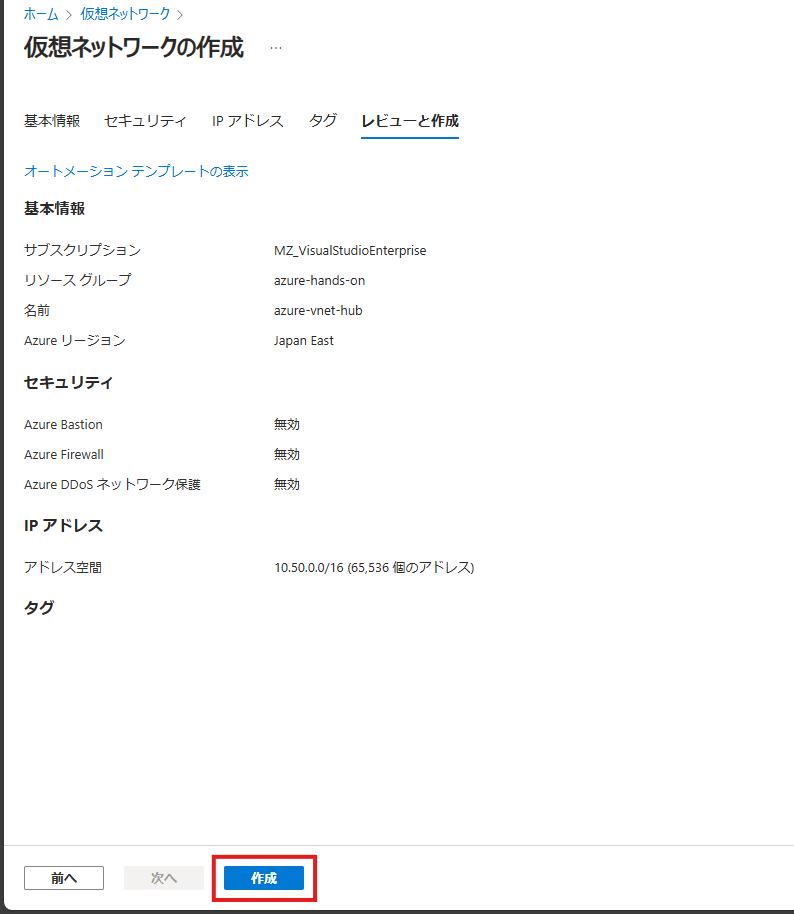 ホーム > 仮想ネットワーク >
仮想ネットワークの作成 ...
基本情報 セキュリティ IP アドレス タグ レビューと作成
オートメーション テンプレートの表示
基本情報
サブスクリプション MZ_VisualStudioEnterprise
リソース グループ azure-hands-on
名前 azure-vnet-hub
Azure リージョン Japan East
セキュリティ
Azure Bastion 無効
Azure Firewall 無効
Azure DDoS ネットワーク保護 無効
IP アドレス
アドレス空間 10.50.0.0/16 (65,536 個のアドレス)
タグ
前へ 次へ 作成